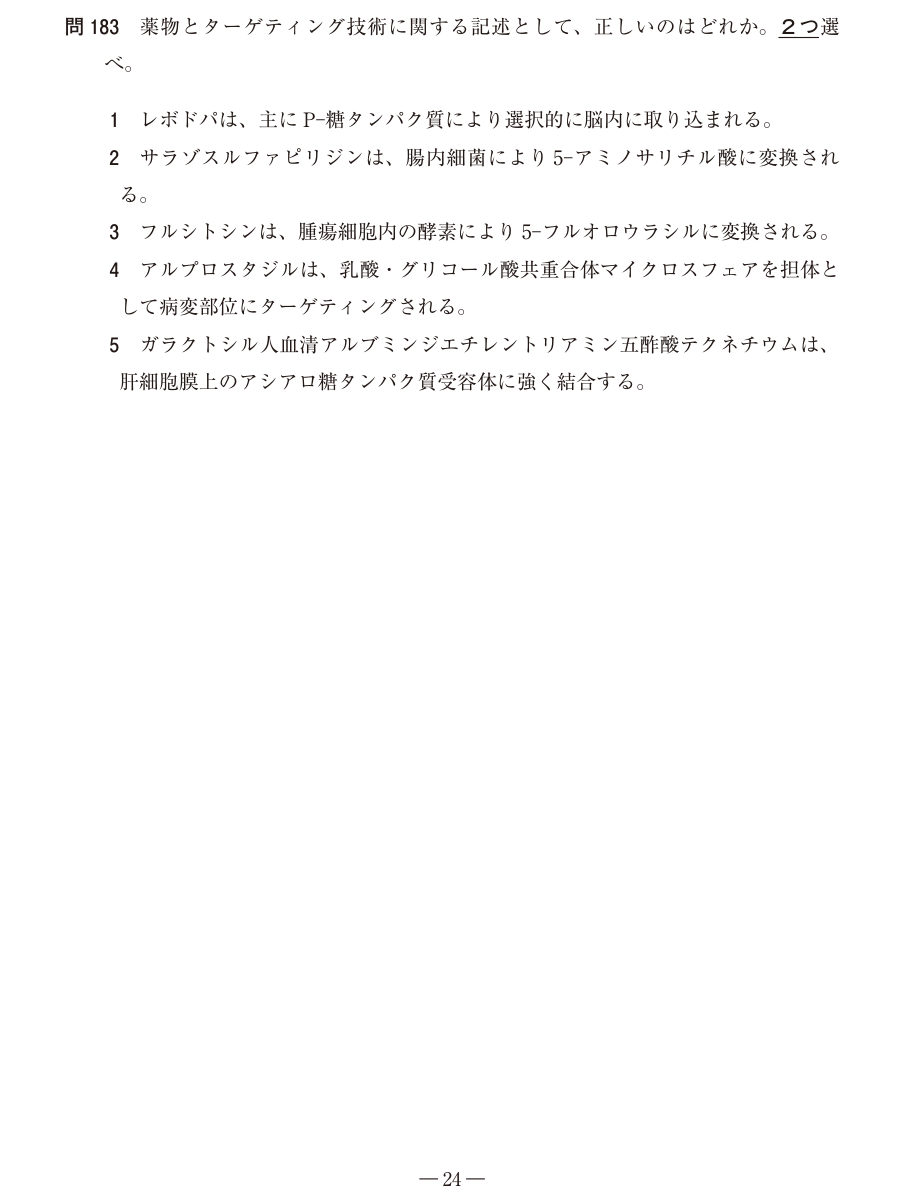 問 183　薬物とターゲティング技術に関する記述として、正しいのはどれか。２つ選
べ。
1　レボドパは、主に P-糖タンパク質により選択的に脳内に取り込まれる。
2　サラゾスルファピリジンは、腸内細菌により 5-アミノサリチル酸に変換され
る。
3　フルシトシンは、腫瘍細胞内の酵素により 5-フルオロウラシルに変換される。
4　アルプロスタジルは、乳酸・グリコール酸共重合体マイクロスフェアを担体と
して病変部位にターゲティングされる。
5　ガラクトシル人血清アルブミンジエチレントリアミン五酢酸テクネチウムは、
肝細胞膜上のアシアロ糖タンパク質受容体に強く結合する。
― 24 ―